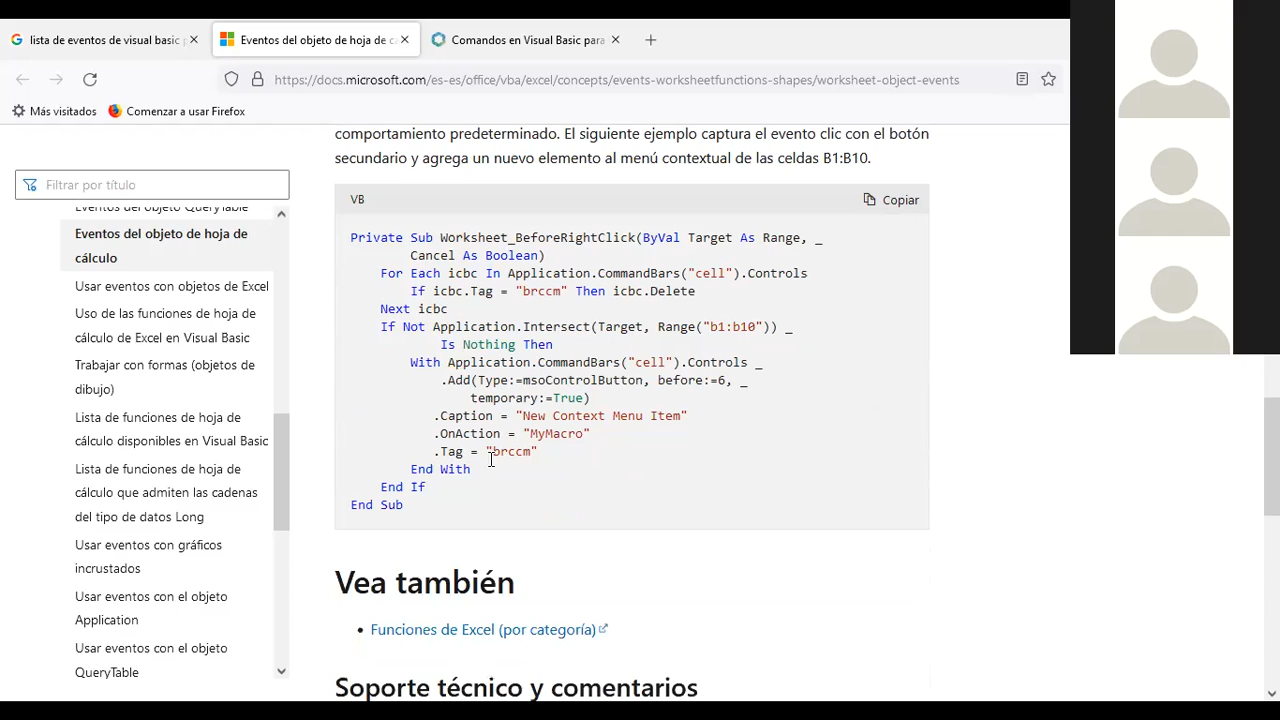 lista de eventos de visual basic p
Eventos del objeto de hoja de c
Comandos en Visual Basic para
https://docs.microsoft.com/es-es/office/vba/excel/concepts/events-worksheetfunctions-shapes/worksheet-object-events
Más visitados
Comenzar a usar Firefox
Filtrar por título
Eventos del objeto QueryTable
Eventos del objeto de hoja de
cálculo
Usar eventos con objetos de Excel
Uso de las funciones de hoja de
cálculo de Excel en Visual Basic
Trabajar con formas (objetos de
dibujo)
Lista de funciones de hoja de
cálculo disponibles en Visual Basic
Lista de funciones de hoja de
cálculo que admiten las cadenas
del tipo de datos Long
Usar eventos con gráficos
incrustados
Usar eventos con el objeto
Application
Usar eventos con el objeto
QueryTable
comportamiento predeterminado. El siguiente ejemplo captura el evento clic con el botón
secundario y agrega un nuevo elemento al menú contextual de las celdas B1:B10.
VB
Copiar
Private Sub Worksheet_BeforeRightClick(ByVal Target As Range, _
Cancel As Boolean)
For Each icbc In Application.CommandBars("cell").Controls
If icbc.Tag = "brccm" Then icbc.Delete
Next icbc
If Not Application.Intersect(Target, Range("b1:b10")) _
Is Nothing Then
With Application.CommandBars("cell").Controls _
.Add(Type:=msoControlButton, before:=6, _
temporary:=True)
.Caption = "New Context Menu Item"
.OnAction = "MyMacro"
.Tag = "brccm"
End With
End If
End Sub
Vea también
• Funciones de Excel (por categoría)
Soporte técnico y comentarios